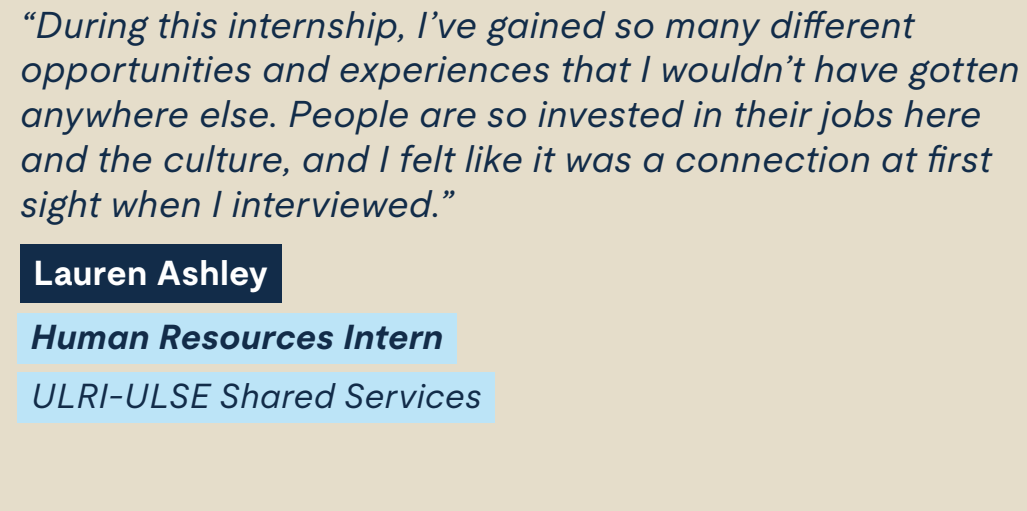 “During this internship, I’ve gained so many different
opportunities and experiences that I wouldn’t have gotten
anywhere else. People are so invested in their jobs here
and the culture, and I felt like it was a connection at first
sight when I interviewed.”
Lauren Ashley
Human Resources Intern
ULRI-ULSE Shared Services